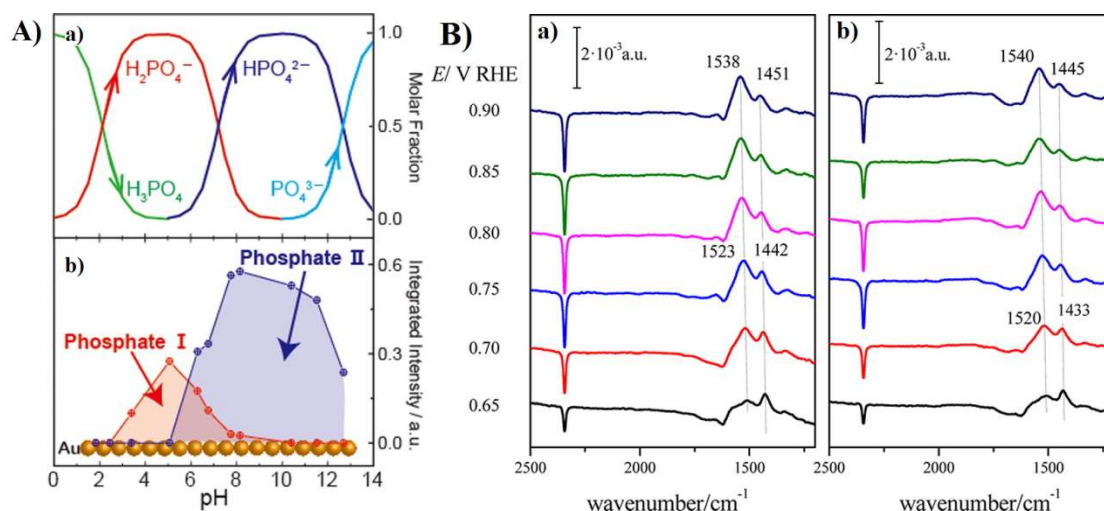 A)
a)
H₂PO₄⁻
HPO₄²⁻
H₃PO₄
PO₄³⁻
1.0
0.5
0.0
Molar Fraction
b)
Phosphate II
Phosphate I
Au
0.6
0.3
0.0
Integrated Intensity / a.u.
0 2 4 6 8 10 12 14
pH
B)
E/ V RHE
0.90
0.85
0.80
0.75
0.70
0.65
a)
2·10⁻³a.u.
1538
1451
1523
1442
2500 2000 1500
wavenumber/cm⁻¹
b)
2·10⁻³a.u.
1540
1445
1520
1433
2500 2000 1500
wavenumber/cm⁻¹